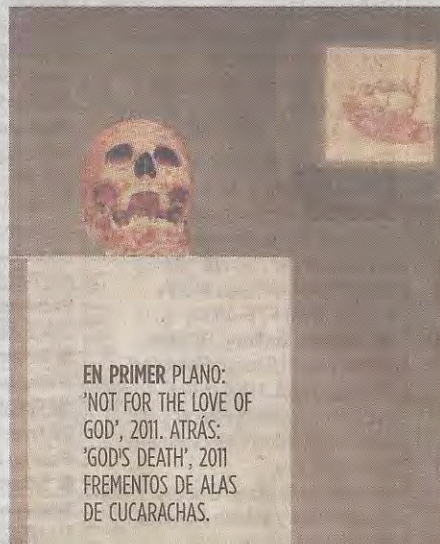 EN PRIMER PLANO:
'NOT FOR THE LOVE OF
GOD', 2011. ATRÁS:
'GOD'S DEATH', 2011
FREMENTOS DE ALAS
DE CUCARACHAS.